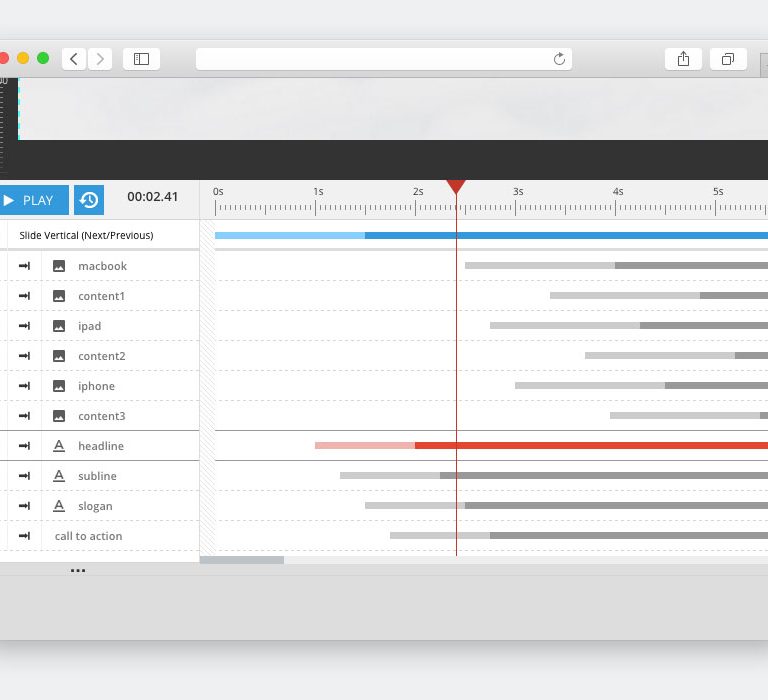 PLAY
00:02.41
0s 1s 2s 3s 4s 5s
Slide Vertical (Next/Previous)
macbook
content1
ipad
content2
iphone
content3
headline
subline
slogan
call to action